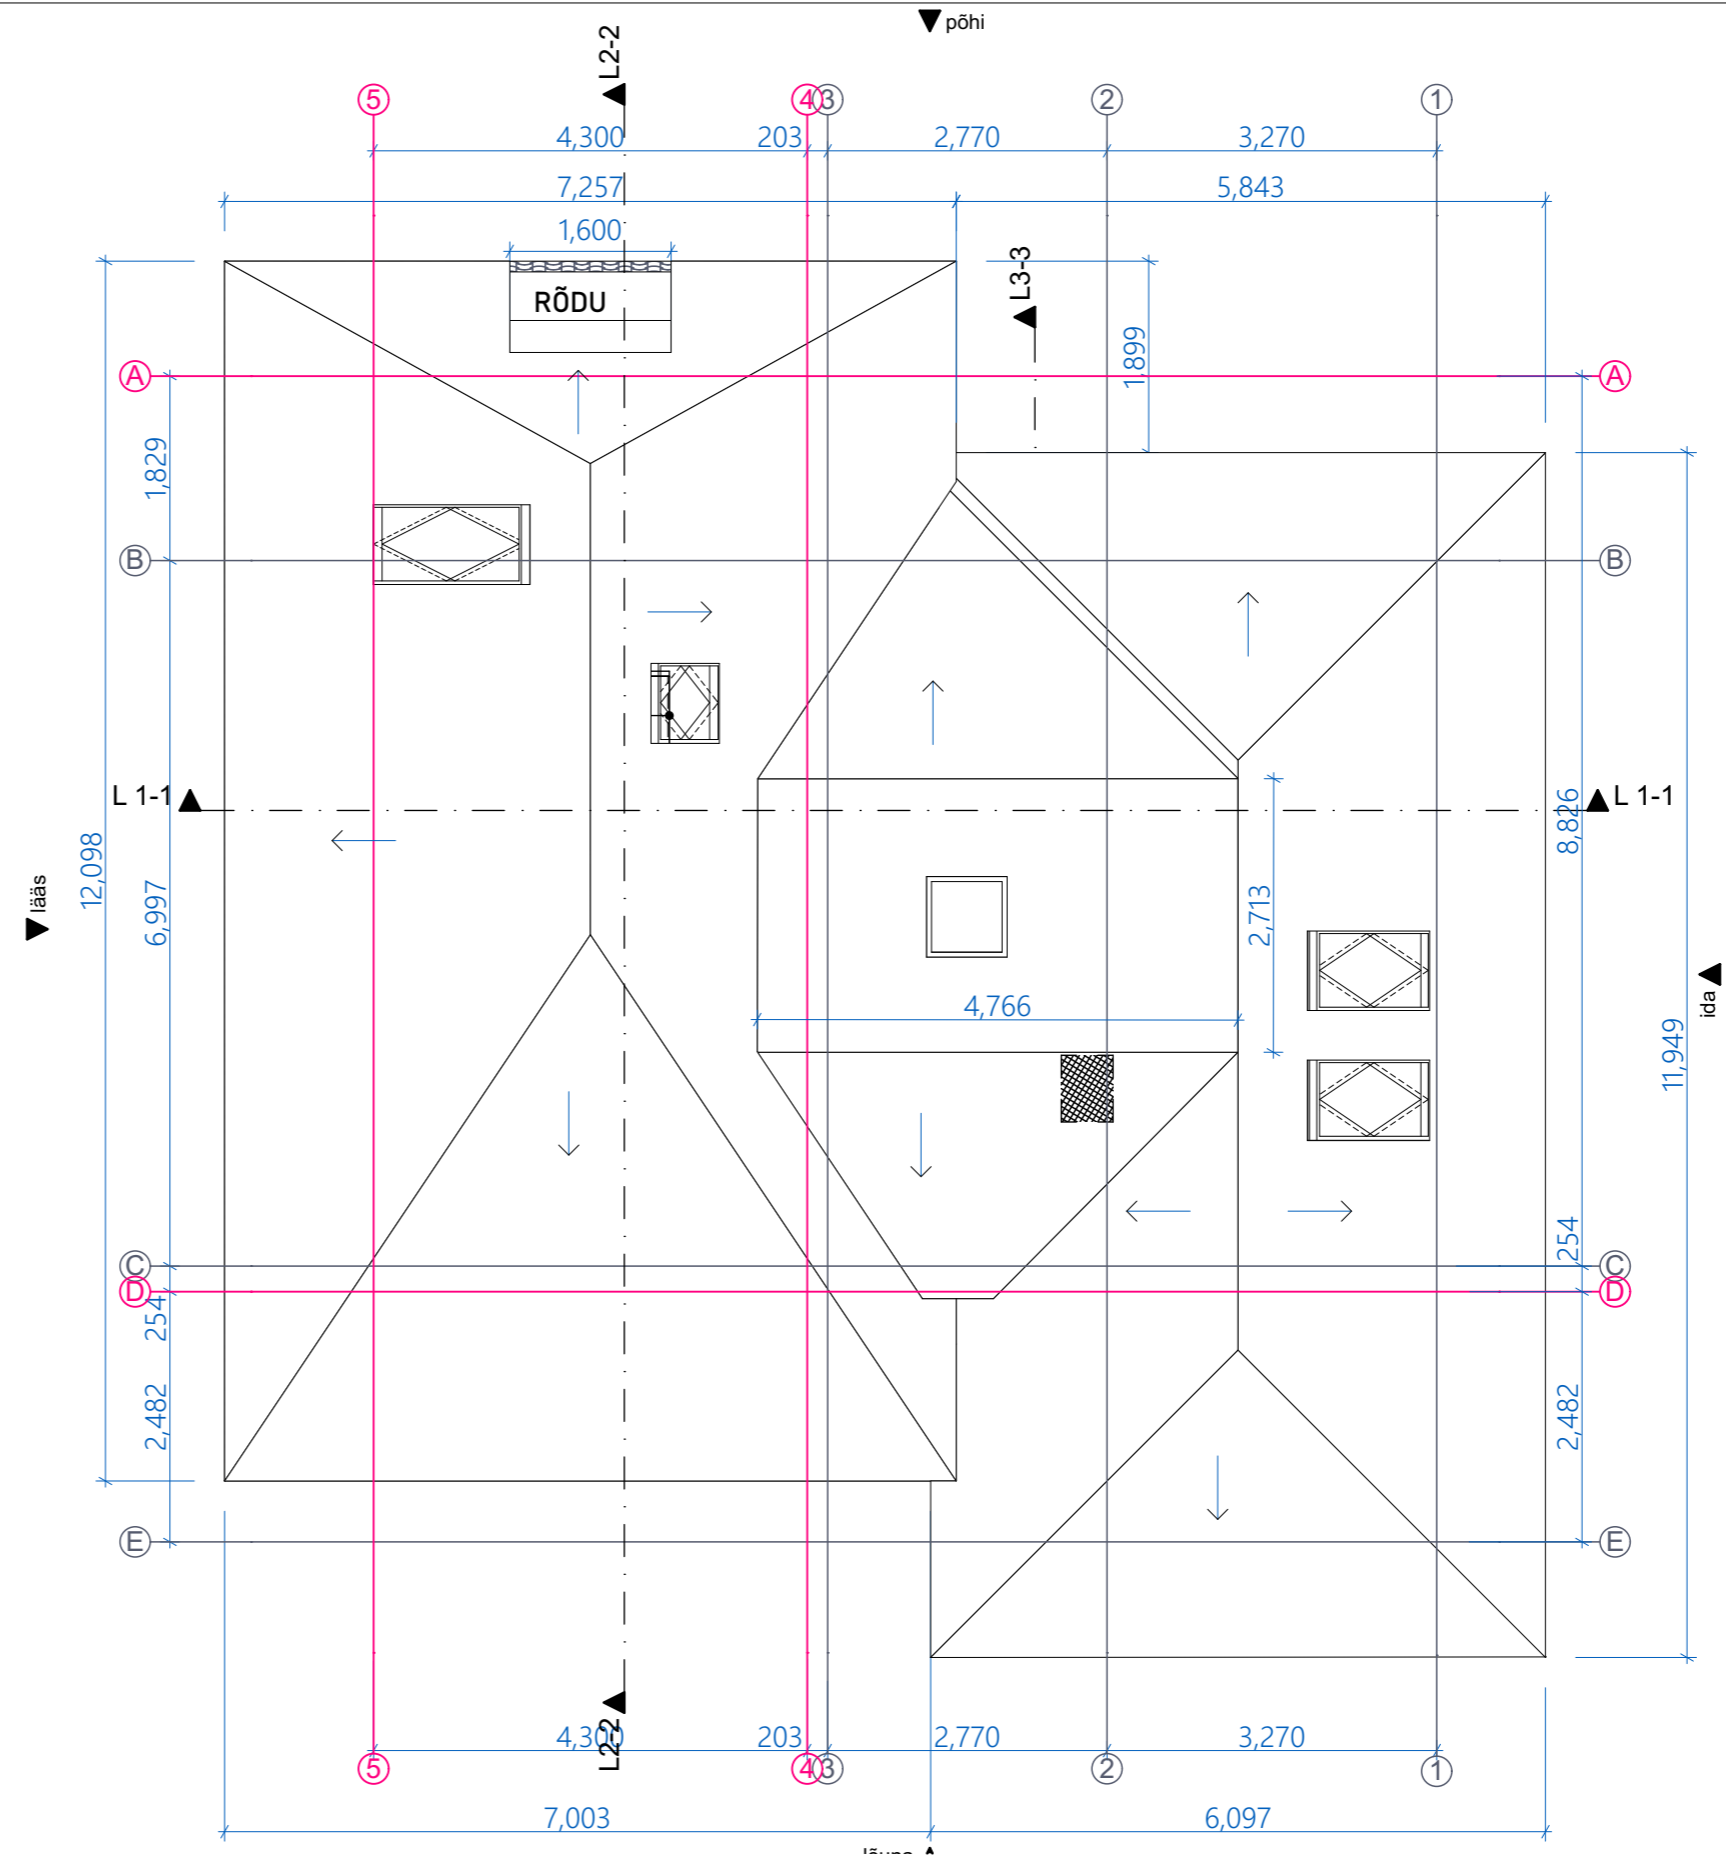 põhi
L2-2
5
4
3
2
1
4,300
203
2,770
3,270
7,257
5,843
1,600
L3-3
RÕDU
1,899
A
A
1,829
B
B
L 1-1
L 1-1
8,826
12,098
lääs
6,997
2,713
ida
4,766
11,949
254
C
C
D
D
254
2,482
2,482
E
E
L2-2
4,300
203
2,770
3,270
5
4
3
2
1
7,003
6,097